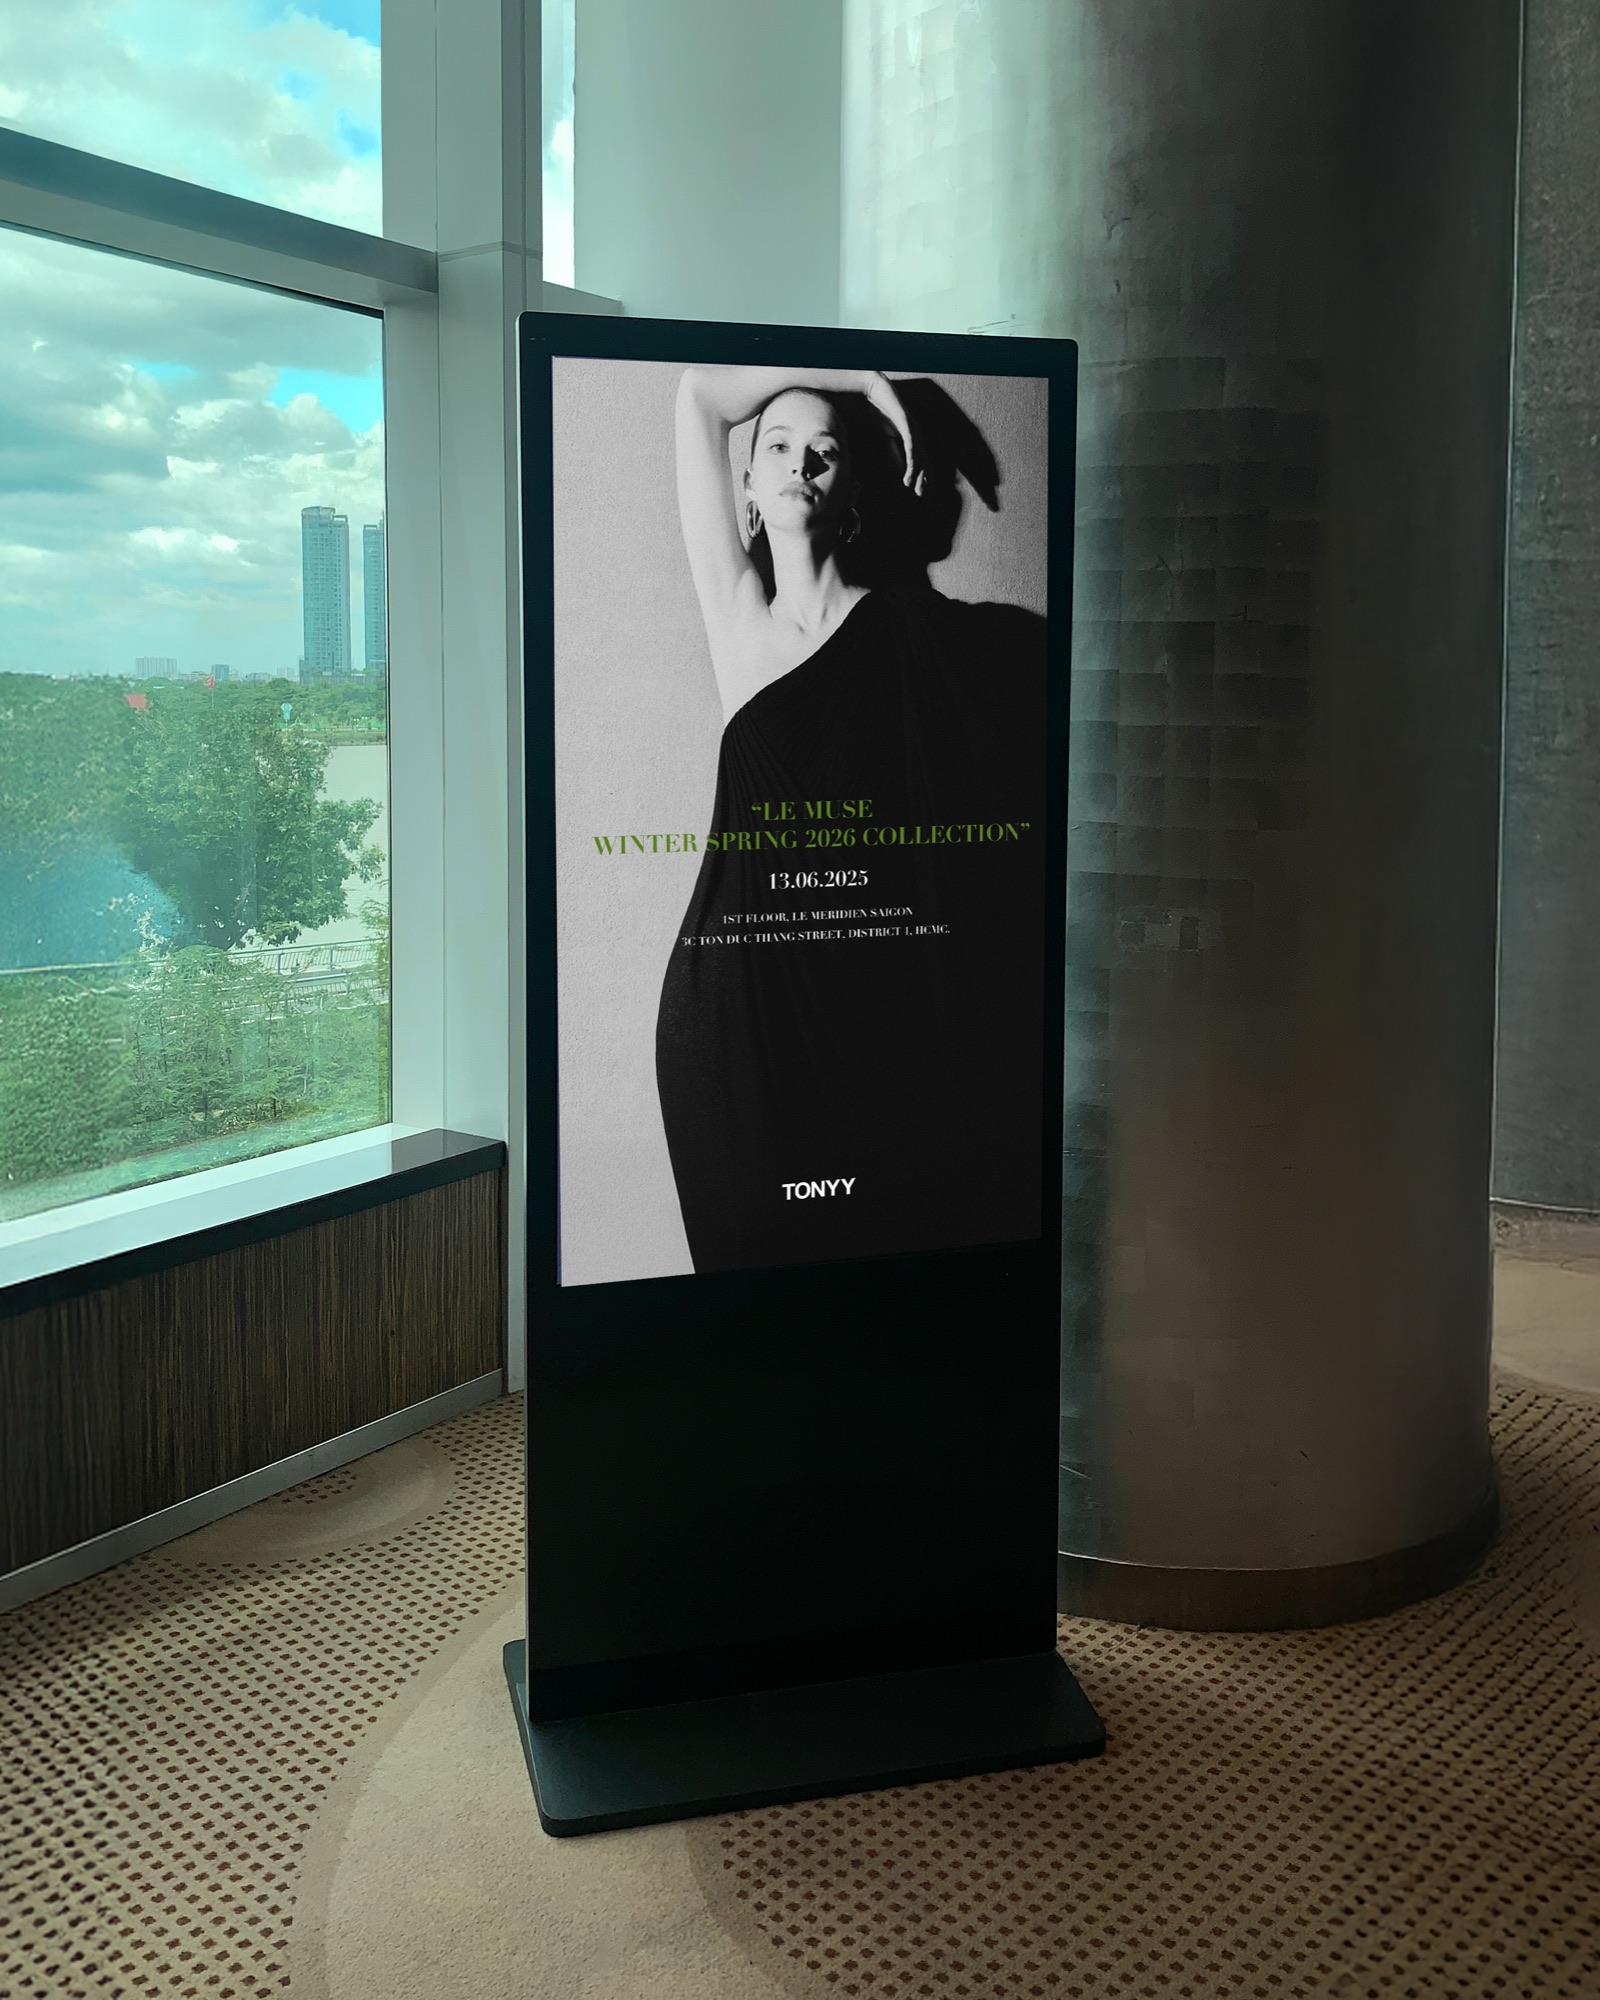 “LE MUSE
WINTER SPRING 2026 COLLECTION”
13.06.2025
1ST FLOOR, LE MERIDIEN SAIGON
3C TON DUC THANG STREET, DISTRICT 1, HCMC.
TONYY